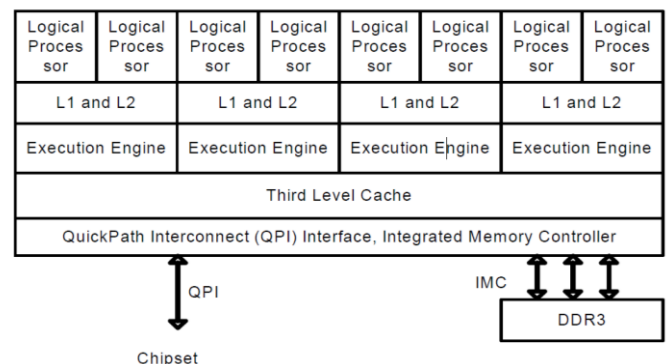 Logical Logical Logical Logical Logical Logical Logical Logical
Proces Proces Proces Proces Proces Proces Proces Proces
sor sor sor sor sor sor sor sor
L1 and L2 L1 and L2 L1 and L2 L1 and L2
Execution Engine Execution Engine Execution Engine Execution Engine
Third Level Cache
QuickPath Interconnect (QPI) Interface, Integrated Memory Controller
QPI
IMC
DDR3
Chipset